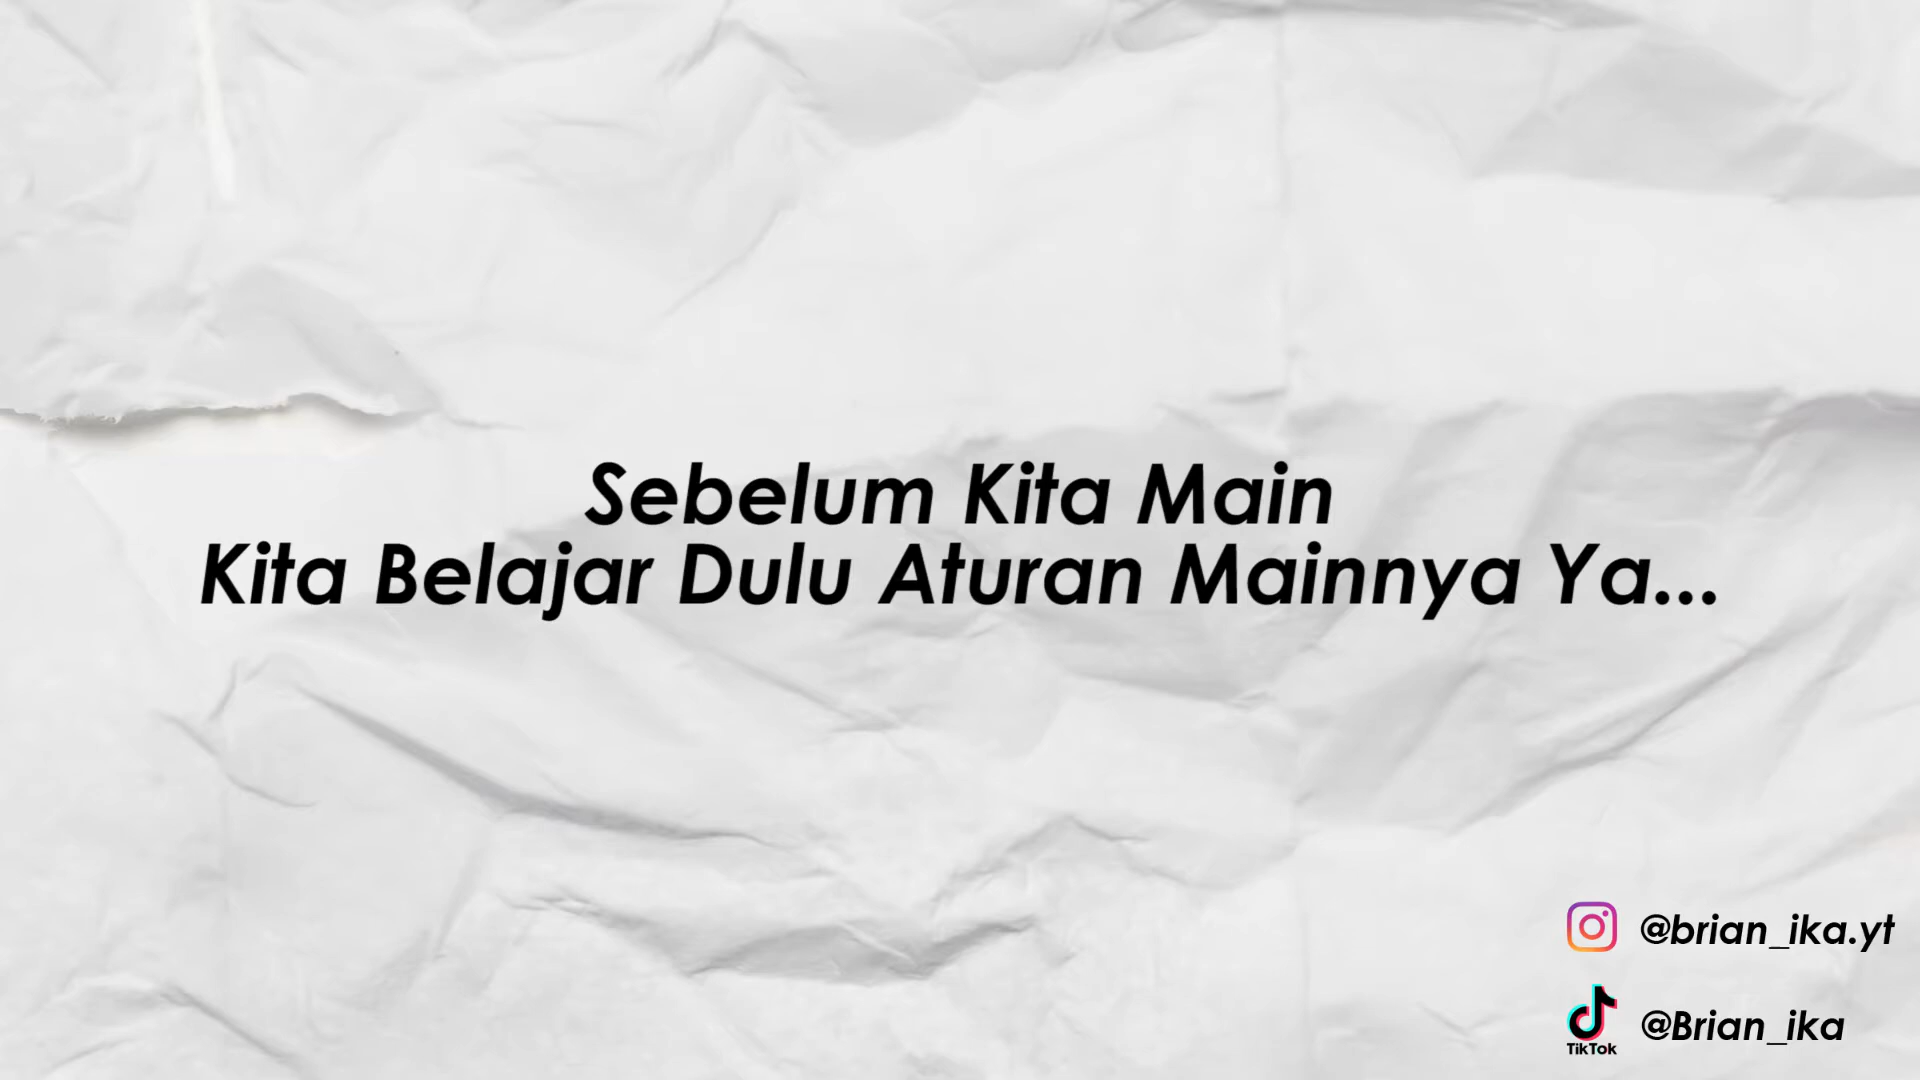 Sebelum Kita Main
Kita Belajar Dulu Aturan Mainnya Ya...
@brian_ika.yt
TikTok
@Brian_ika